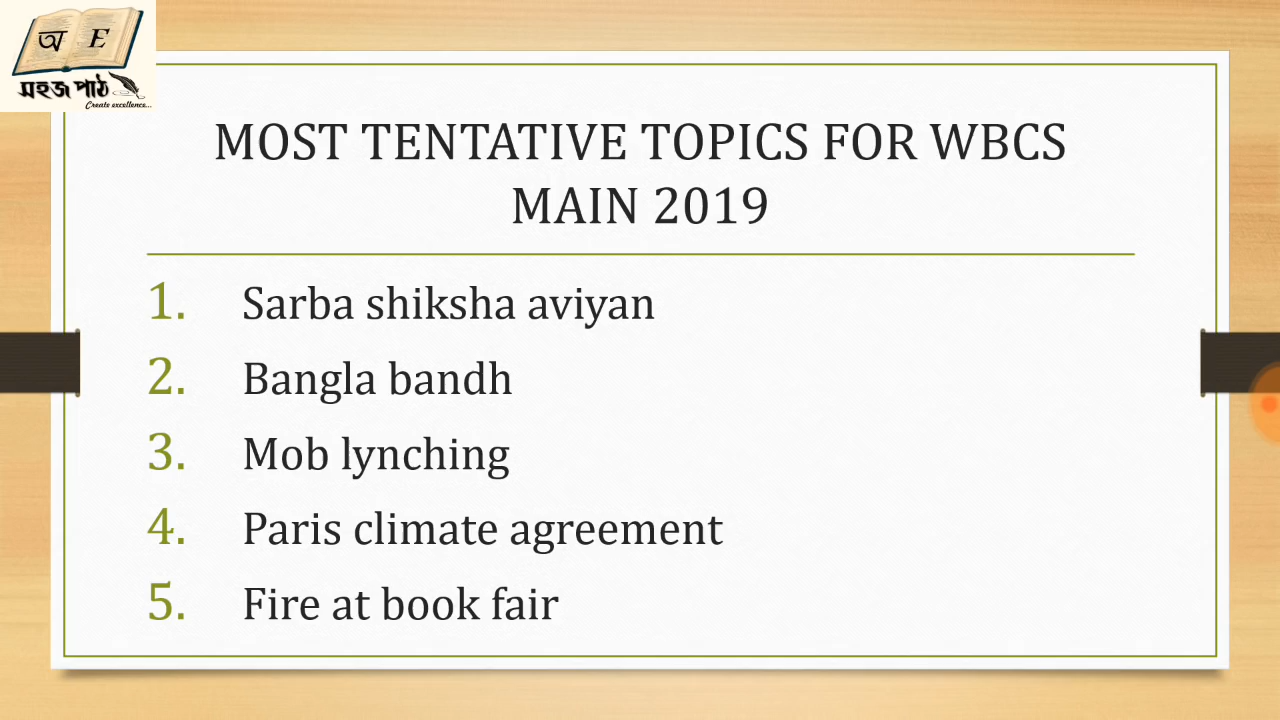 অ E
সহজ পাঠ
Create excellence...
MOST TENTATIVE TOPICS FOR WBCS
MAIN 2019
1. Sarba shiksha aviyan
2. Bangla bandh
3. Mob lynching
4. Paris climate agreement
5. Fire at book fair